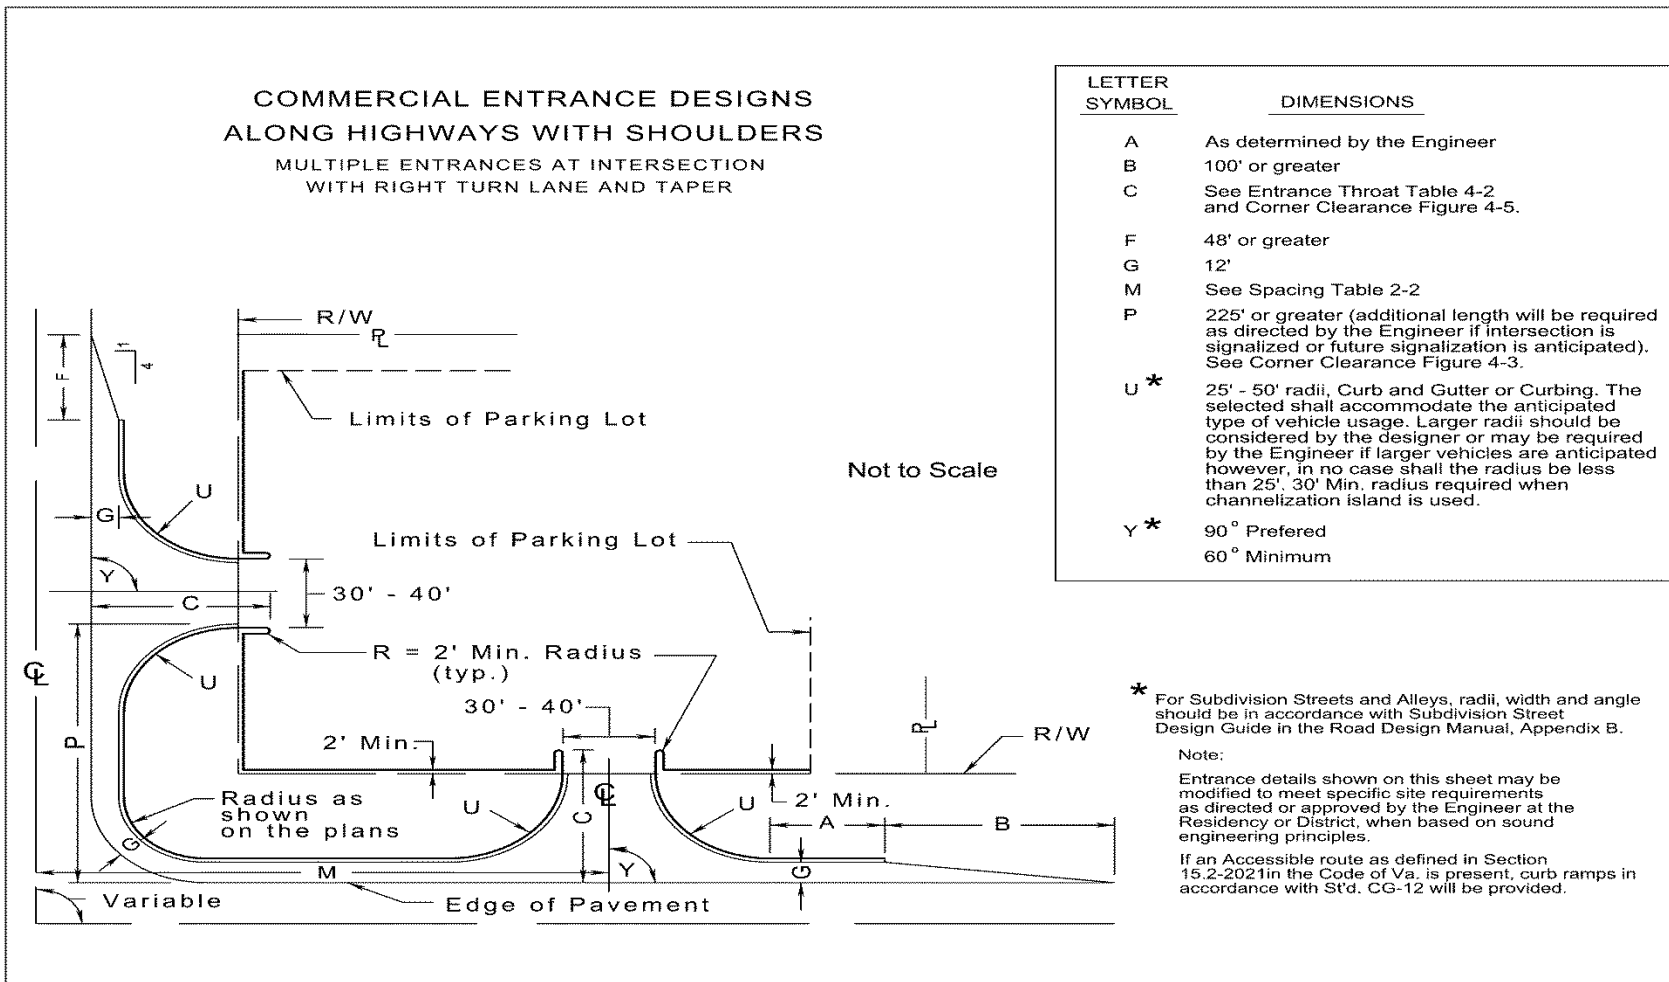 COMMERCIAL ENTRANCE DESIGNS
ALONG HIGHWAYS WITH SHOULDERS
MULTIPLE ENTRANCES AT INTERSECTION
WITH RIGHT TURN LANE AND TAPER
LETTER
SYMBOL DIMENSIONS
A As determined by the Engineer
B 100' or greater
C See Entrance Throat Table 4-2
and Corner Clearance Figure 4-5.
F 48' or greater
G 12'
M See Spacing Table 2-2
P 225' or greater (additional length will be required
as directed by the Engineer if intersection is
signalized or future signalization is anticipated).
See Corner Clearance Figure 4-3.
U * 25' - 50' radii, Curb and Gutter or Curbing. The
selected shall accommodate the anticipated
type of vehicle usage. Larger radii should be
considered by the designer or may be required
by the Engineer if larger vehicles are anticipated
however, in no case shall the radius be less
than 25'. 30' Min. radius required when
channelization island is used.
Y * 90° Prefered
60° Minimum
R/W
PL
1
4
F
Limits of Parking Lot
Not to Scale
U
G
Limits of Parking Lot
Y
30' - 40'
C
R = 2' Min. Radius
(typ.)
CL
U
30' - 40'
P
2' Min.
PL
R/W
Radius as
shown
on the plans
U
C
CL
U
2' Min.
A
B
G
M
Y
G
Variable
Edge of Pavement
* For Subdivision Streets and Alleys, radii, width and angle
should be in accordance with Subdivision Street
Design Guide in the Road Design Manual, Appendix B.
Note:
Entrance details shown on this sheet may be
modified to meet specific site requirements
as directed or approved by the Engineer at the
Residency or District, when based on sound
engineering principles.
If an Accessible route as defined in Section
15.2-2021in the Code of Va. is present, curb ramps in
accordance with St'd. CG-12 will be provided.